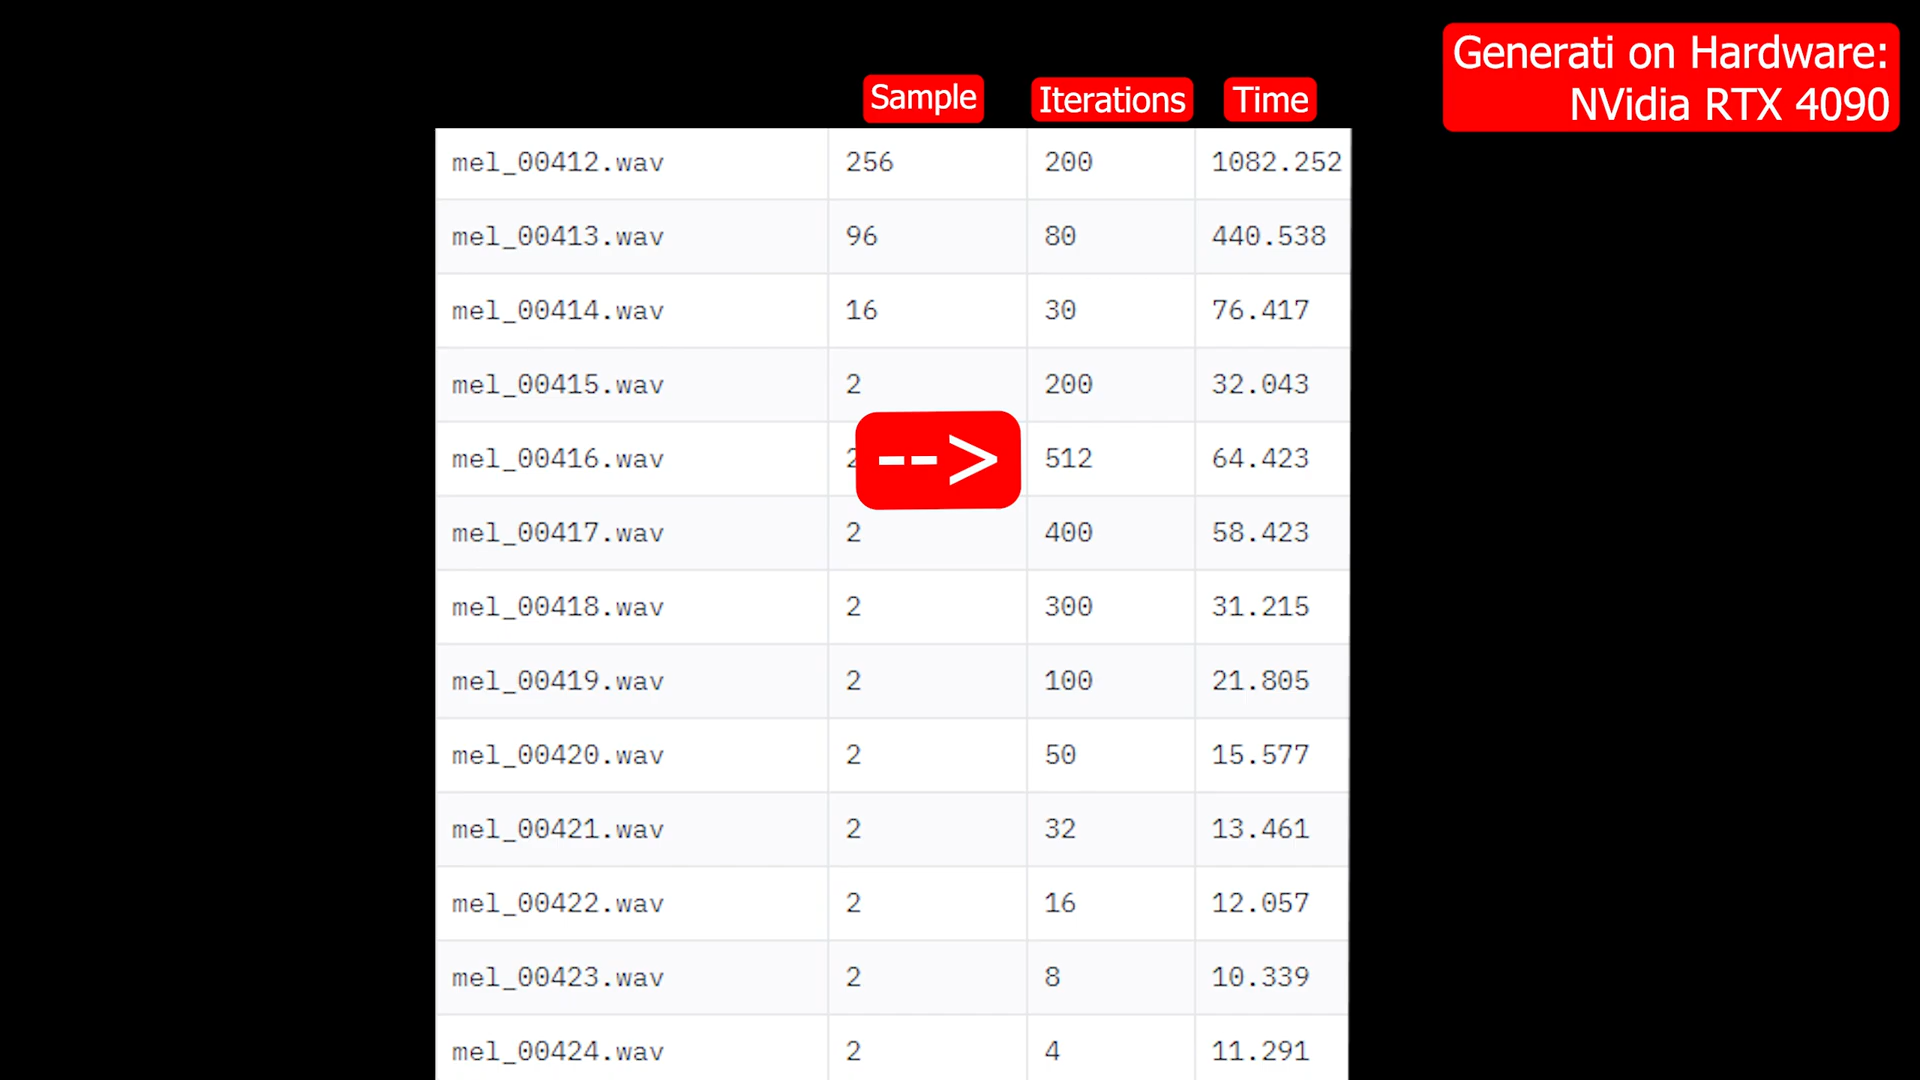 Generati on Hardware:
NVidia RTX 4090
Sample Iterations Time
mel_00412.wav 256 200 1082.252
mel_00413.wav 96 80 440.538
mel_00414.wav 16 30 76.417
mel_00415.wav 2 200 32.043
mel_00416.wav 2 --> 512 64.423
mel_00417.wav 2 400 58.423
mel_00418.wav 2 300 31.215
mel_00419.wav 2 100 21.805
mel_00420.wav 2 50 15.577
mel_00421.wav 2 32 13.461
mel_00422.wav 2 16 12.057
mel_00423.wav 2 8 10.339
mel_00424.wav 2 4 11.291